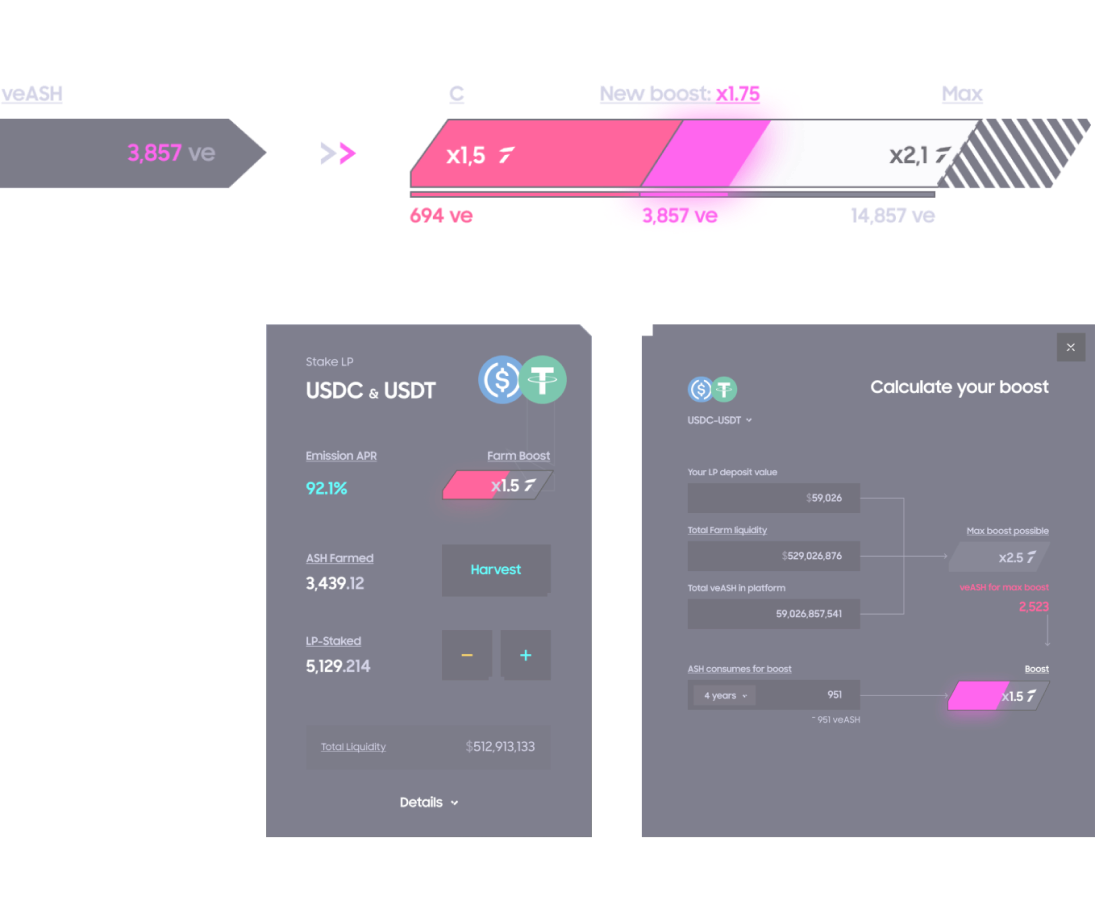 veASH
C
New boost: x1.75
Max
3,857 ve
x1,5
x2,1
694 ve
3,857 ve
14,857 ve
Stake LP
USDC & USDT
Emission APR
Farm Boost
92.1%
x1.5
ASH Farmed
3,439.12
Harvest
LP-Staked
5,129.214
−
+
Total Liquidity
$512,913,133
Details
Calculate your boost
USDC-USDT
Your LP deposit value
$59,026
Total Farm liquidity
$529,026,876
Total veASH in platform
59,026,857,541
Max boost possible
x2.5
veASH for max boost
2,523
ASH consumes for boost
Boost
4 years
951
x1.5
~ 951 veASH